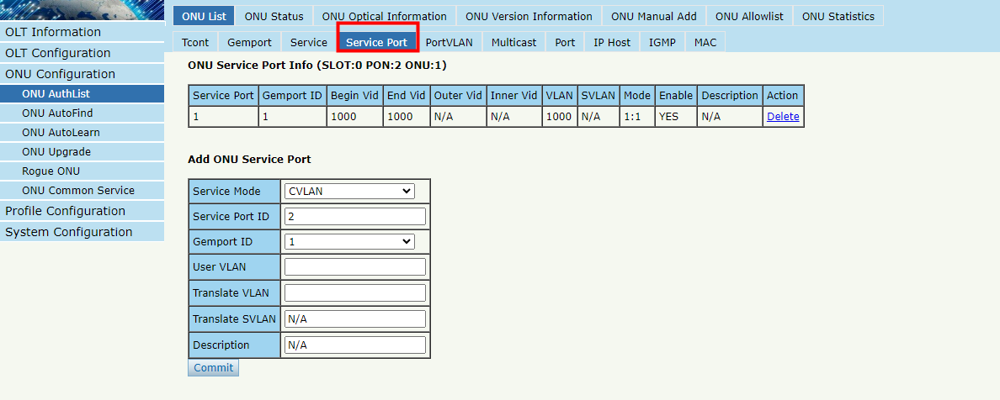 ONU List ONU Status ONU Optical Information ONU Version Information ONU Manual Add ONU Allowlist ONU Statistics
Tcont Gemport Service Service Port PortVLAN Multicast Port IP Host IGMP MAC
OLT Information
OLT Configuration
ONU Configuration
ONU AuthList
ONU AutoFind
ONU AutoLearn
ONU Upgrade
Rogue ONU
ONU Common Service
Profile Configuration
System Configuration
ONU Service Port Info (SLOT:0 PON:2 ONU:1)
Service Port Gemport ID Begin Vid End Vid Outer Vid Inner Vid VLAN SVLAN Mode Enable Description Action
1 1 1000 1000 N/A N/A 1000 N/A 1:1 YES N/A Delete
Add ONU Service Port
Service Mode CVLAN
Service Port ID 2
Gemport ID 1
User VLAN
Translate VLAN
Translate SVLAN N/A
Description N/A
Commit